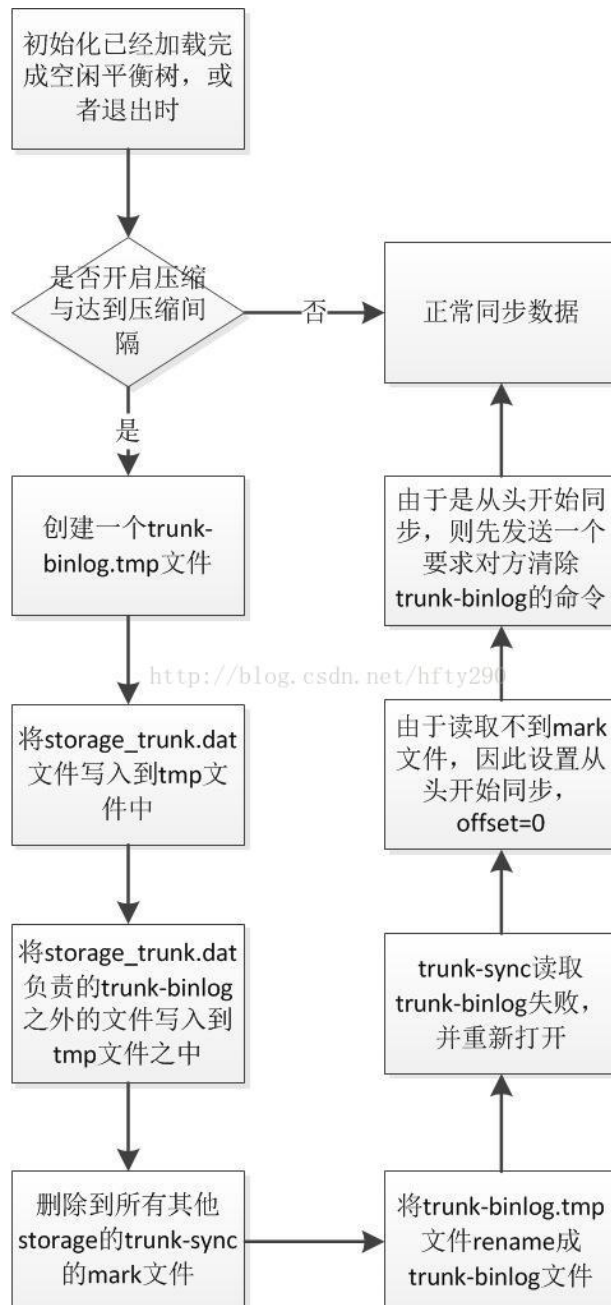 初始化已经加载完
成空闲平衡树，或
者退出时
是否开启压缩
与达到压缩间
隔
否
正常同步数据
是
创建一个trunk-
binlog.tmp文件
将storage_trunk.dat
文件写入到tmp文
件中
将storage_trunk.dat
负责的trunk-binlog
之外的文件写入到
tmp文件之中
删除到所有其他
storage的trunk-sync
的mark文件
将trunk-binlog.tmp
文件rename成
trunk-binlog文件
trunk-sync读取
trunk-binlog失败，
并重新打开
由于读取不到mark
文件，因此设置从
头开始同步，
offset=0
由于是从头开始同
步，则先发送一个
要求对方清除
trunk-binlog的命令
http://blog.csdn.net/hfty290